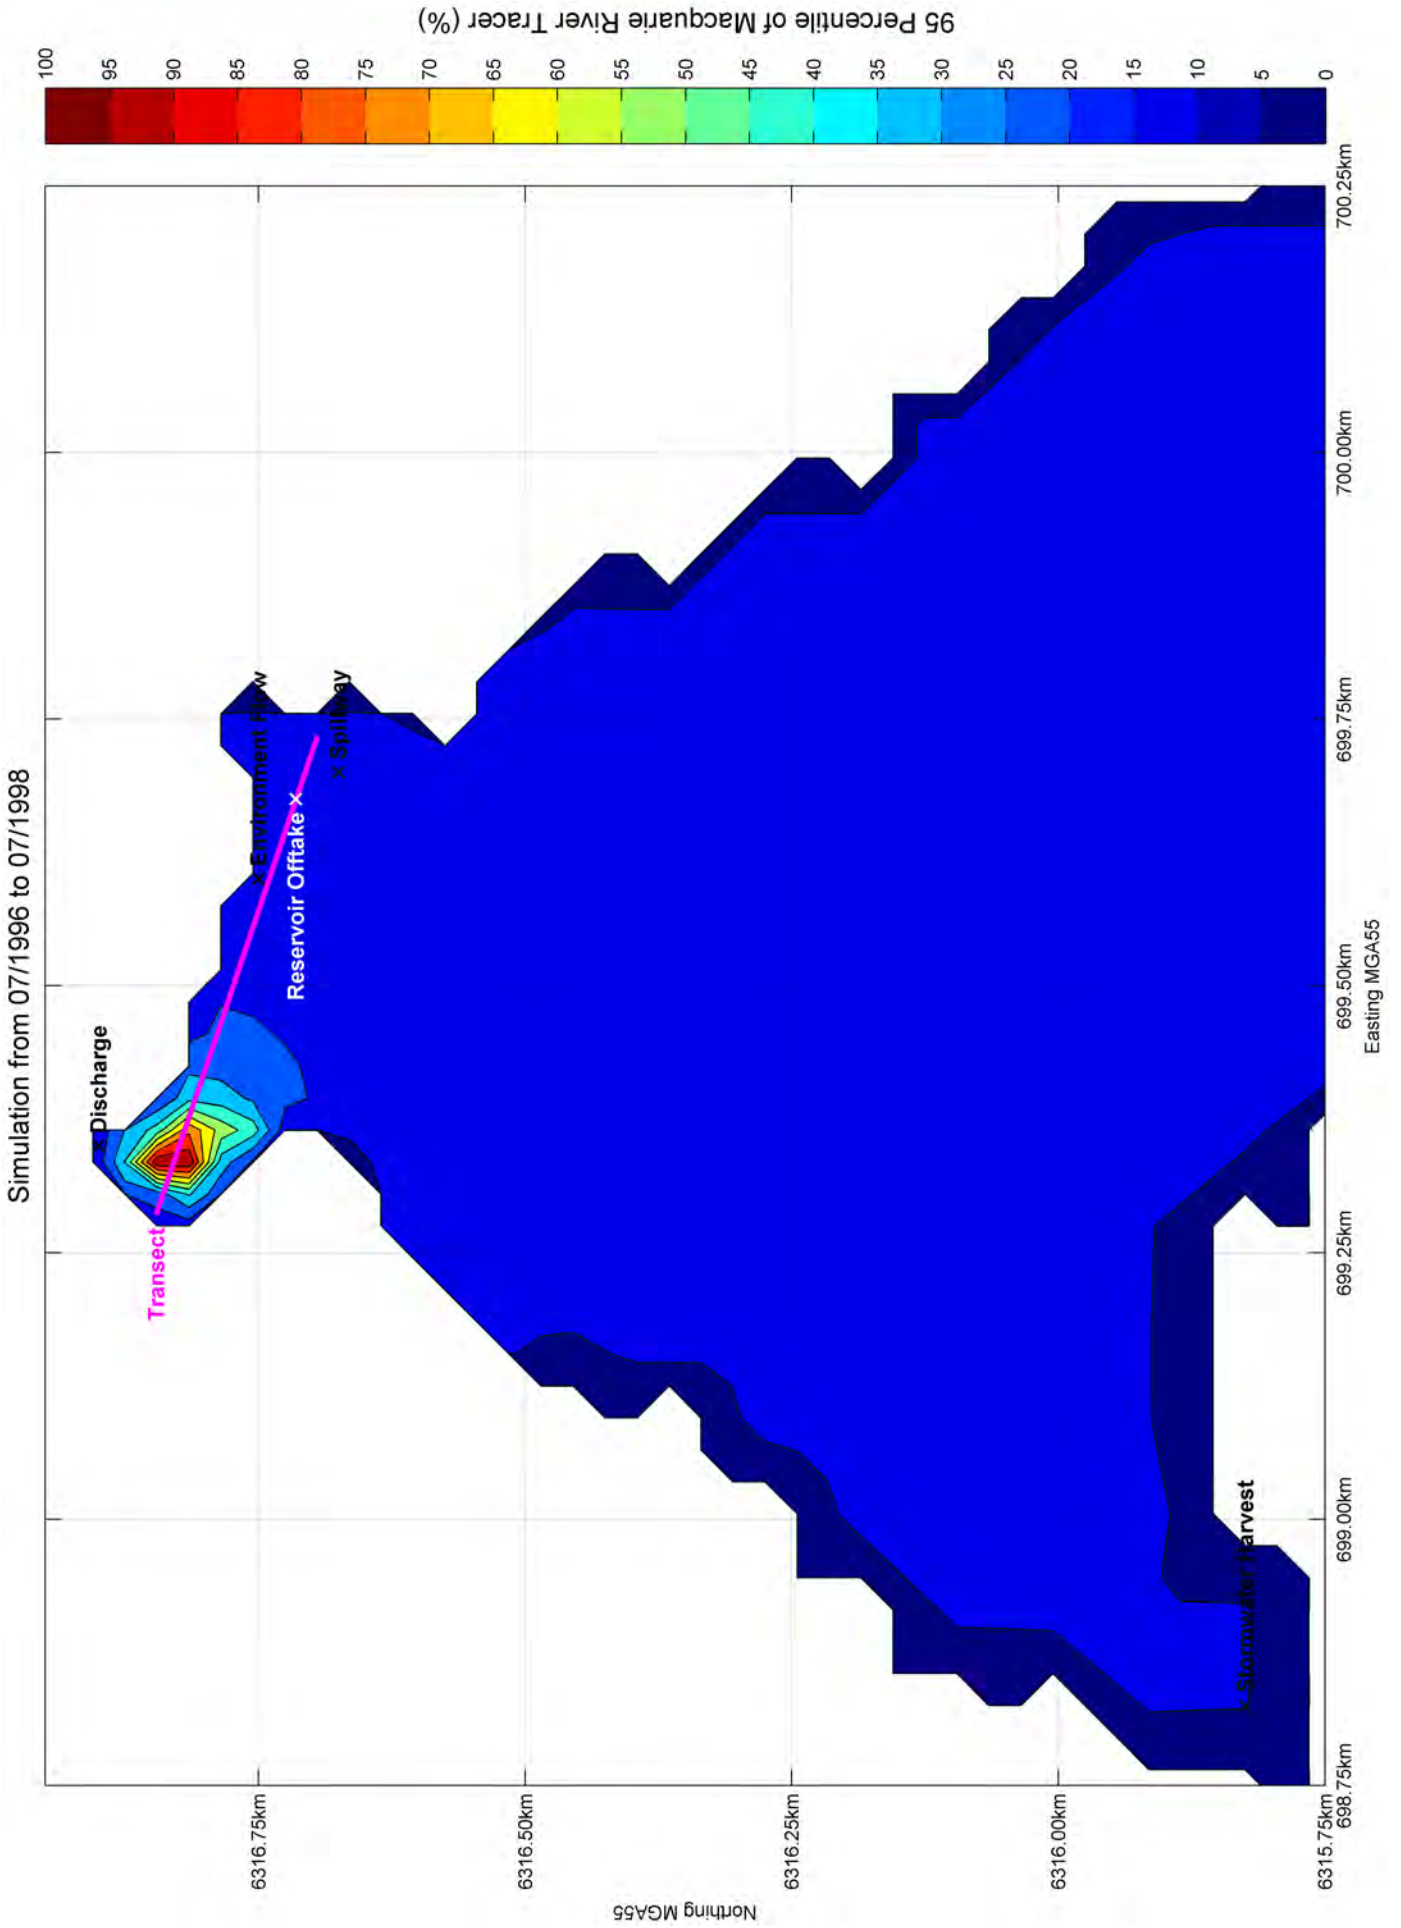 Simulation from 07/1996 to 07/1998
Discharge
Transect
Environment Flow
Reservoir Offtake
Spillway
Stormwater Harvest
6316.75km
6316.50km
6316.25km
6316.00km
6315.75km
Northing MGA55
698.75km
699.00km
699.25km
699.50km
699.75km
700.00km
700.25km
Easting MGA55
100
95
90
85
80
75
70
65
60
55
50
45
40
35
30
25
20
15
10
5
0
95 Percentile of Macquarie River Tracer (%)